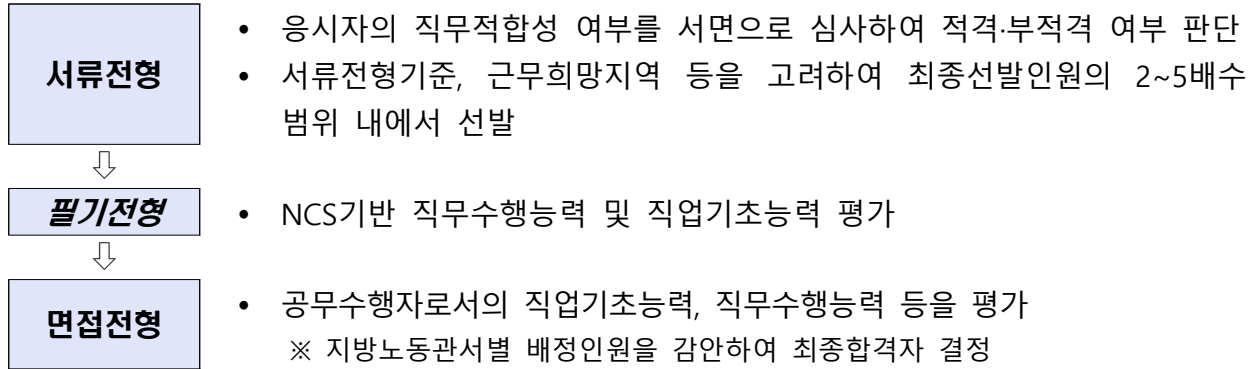 서류전형
• 응시자의 직무적합성 여부를 서면으로 심사하여 적격·부적격 여부 판단
• 서류전형기준, 근무희망지역 등을 고려하여 최종선발인원의 2~5배수
범위 내에서 선발
필기전형
• NCS기반 직무수행능력 및 직업기초능력 평가
면접전형
• 공무수행자로서의 직업기초능력, 직무수행능력 등을 평가
※ 지방노동관서별 배정인원을 감안하여 최종합격자 결정